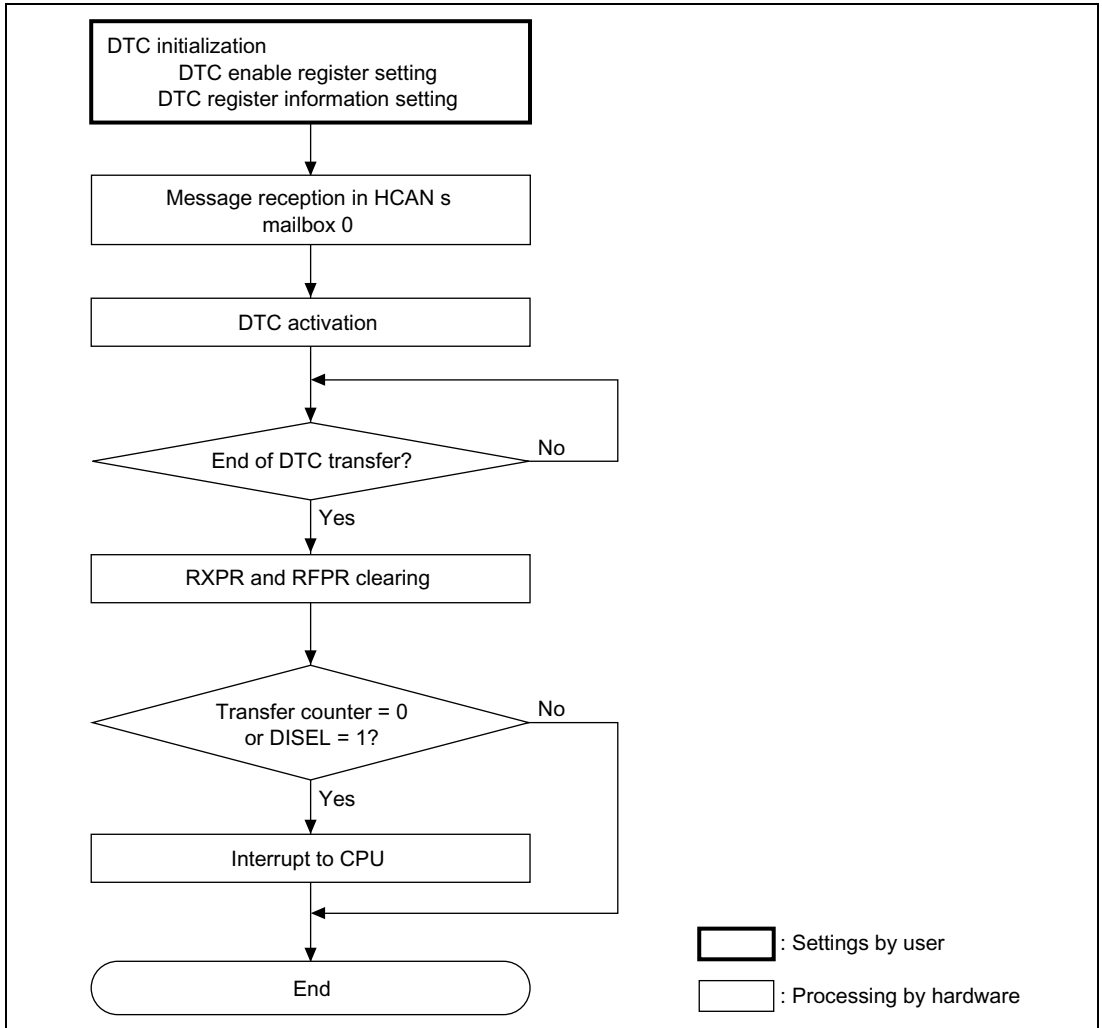 DTC initialization
DTC enable register setting
DTC register information setting
Message reception in HCAN s
mailbox 0
DTC activation
End of DTC transfer?
No
Yes
RXPR and RFPR clearing
Transfer counter = 0
or DISEL = 1?
No
Yes
Interrupt to CPU
End
: Settings by user
: Processing by hardware